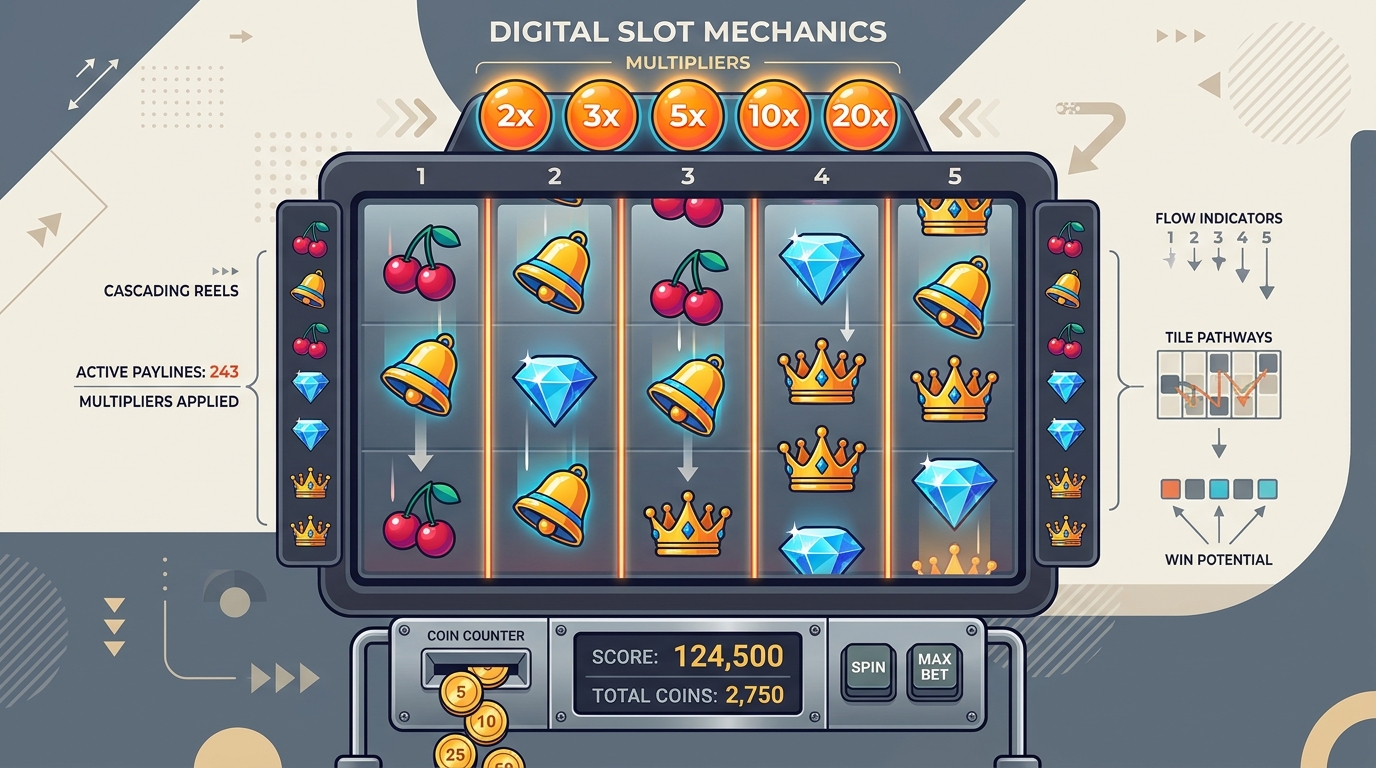 DIGITAL SLOT MECHANICS
MULTIPLIERS
2x 3x 5x 10x 20x
1 2 3 4 5
CASCADING REELS
ACTIVE PAYLINES: 243
MULTIPLIERS APPLIED
FLOW INDICATORS
1 2 3 4 5
TILE PATHWAYS
WIN POTENTIAL
COIN COUNTER
5
10
25
SCORE: 124,500
TOTAL COINS: 2,750
SPIN
MAX
BET